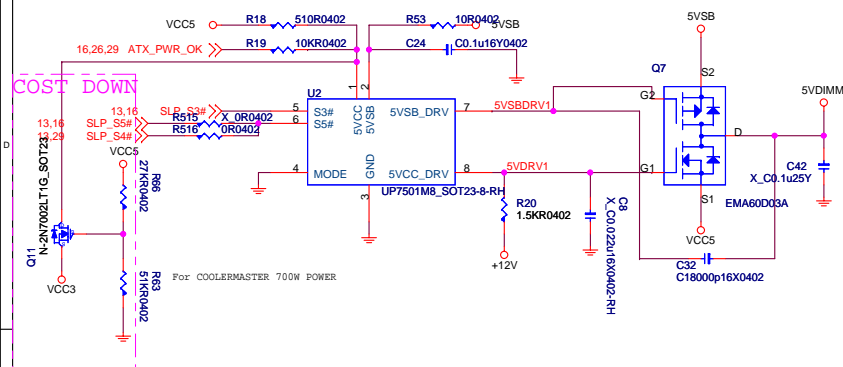 VCC5
R18
510R0402
R53
10R0402
5VSB
5VSB
16,26,29 ATX_PWR_OK
R19
10KR0402
C24
C0.1u16Y0402
Q7
S2
5VDIMM
COST DOWN
U2
1
2
G2
13,16
SLP_S3#
5
S3#
5VCC
5VSB
5VSB_DRV
7
5VSBDRV1
13,16
SLP_S5#
R515
X_0R0402
6
S5#
13,29
SLP_S4#
R516
0R0402
D
D
VCC5
4
MODE
GND
5VCC_DRV
8
5VDRV1
G1
C42
X_C0.1u25Y
3
UP7501M8_SOT23-8-RH
S1
EMA60D03A
R66
27KR0402
R20
1.5KR0402
C8
X_C0.022u16X0402-RH
VCC5
Q11
N-2N7002LT1G_SOT23
+12V
C32
C18000p16X0402
R63
51KR0402
For COOLERMASTER 700W POWER
VCC3